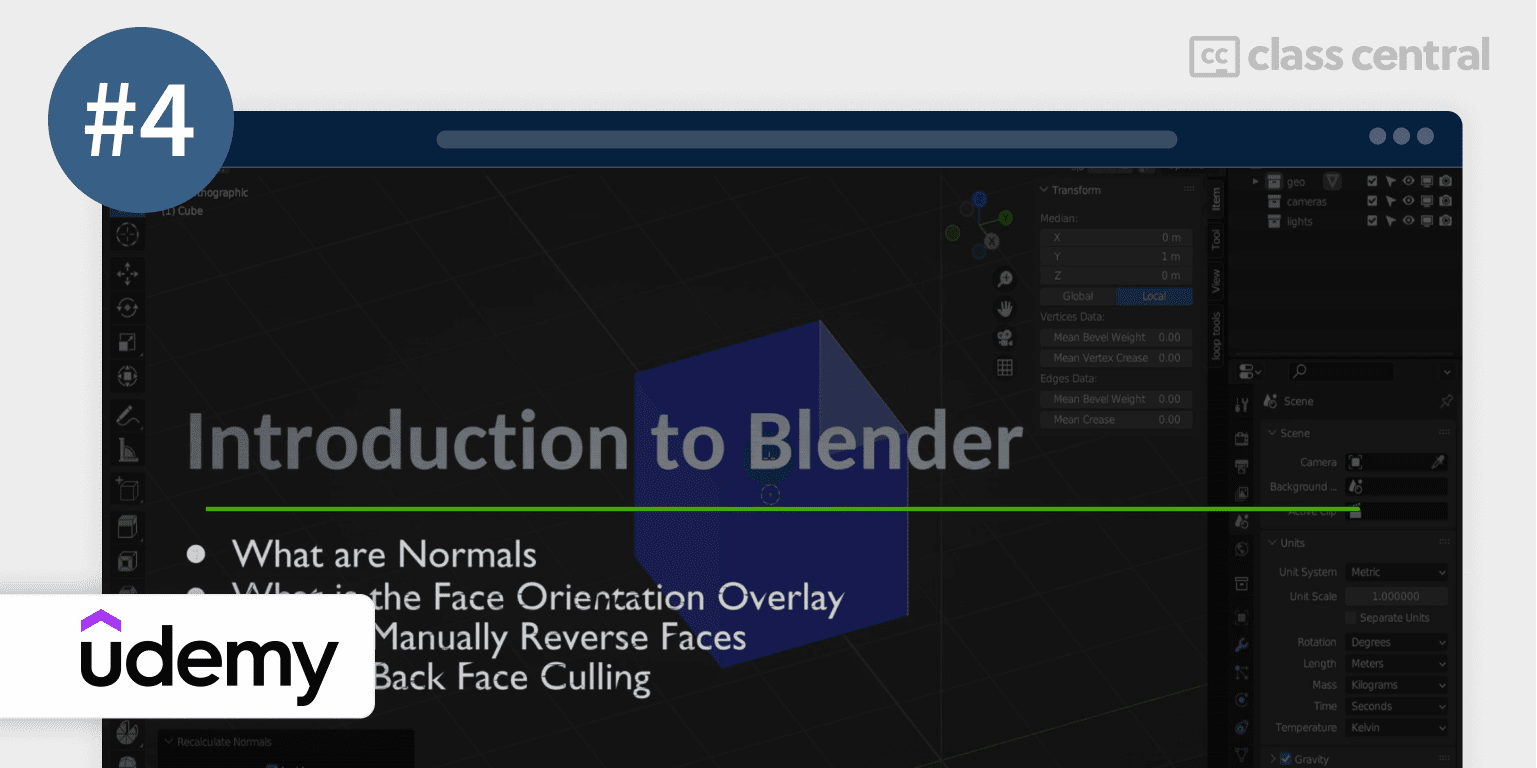 #4
class central
(1) Cube
Transform
Median:
X 0 m
Y 1 m
Z 0 m
Global Local
Vertices Data:
Mean Bevel Weight 0.00
Mean Vertex Crease 0.00
Edges Data:
Mean Bevel Weight 0.00
Mean Crease 0.00
Item
Tool
View
loop tools
Z
Y
X
geo
cameras
lights
Scene
Scene
Camera
Background ...
Active Clip
Units
Unit System Metric
Unit Scale 1.000000
Separate Units
Rotation Degrees
Length Meters
Mass Kilograms
Time Seconds
Temperature Kelvin
Gravity
Introduction to Blender
What are Normals
What is the Face Orientation Overlay
Manually Reverse Faces
Back Face Culling
udemy
Recalculate Normals